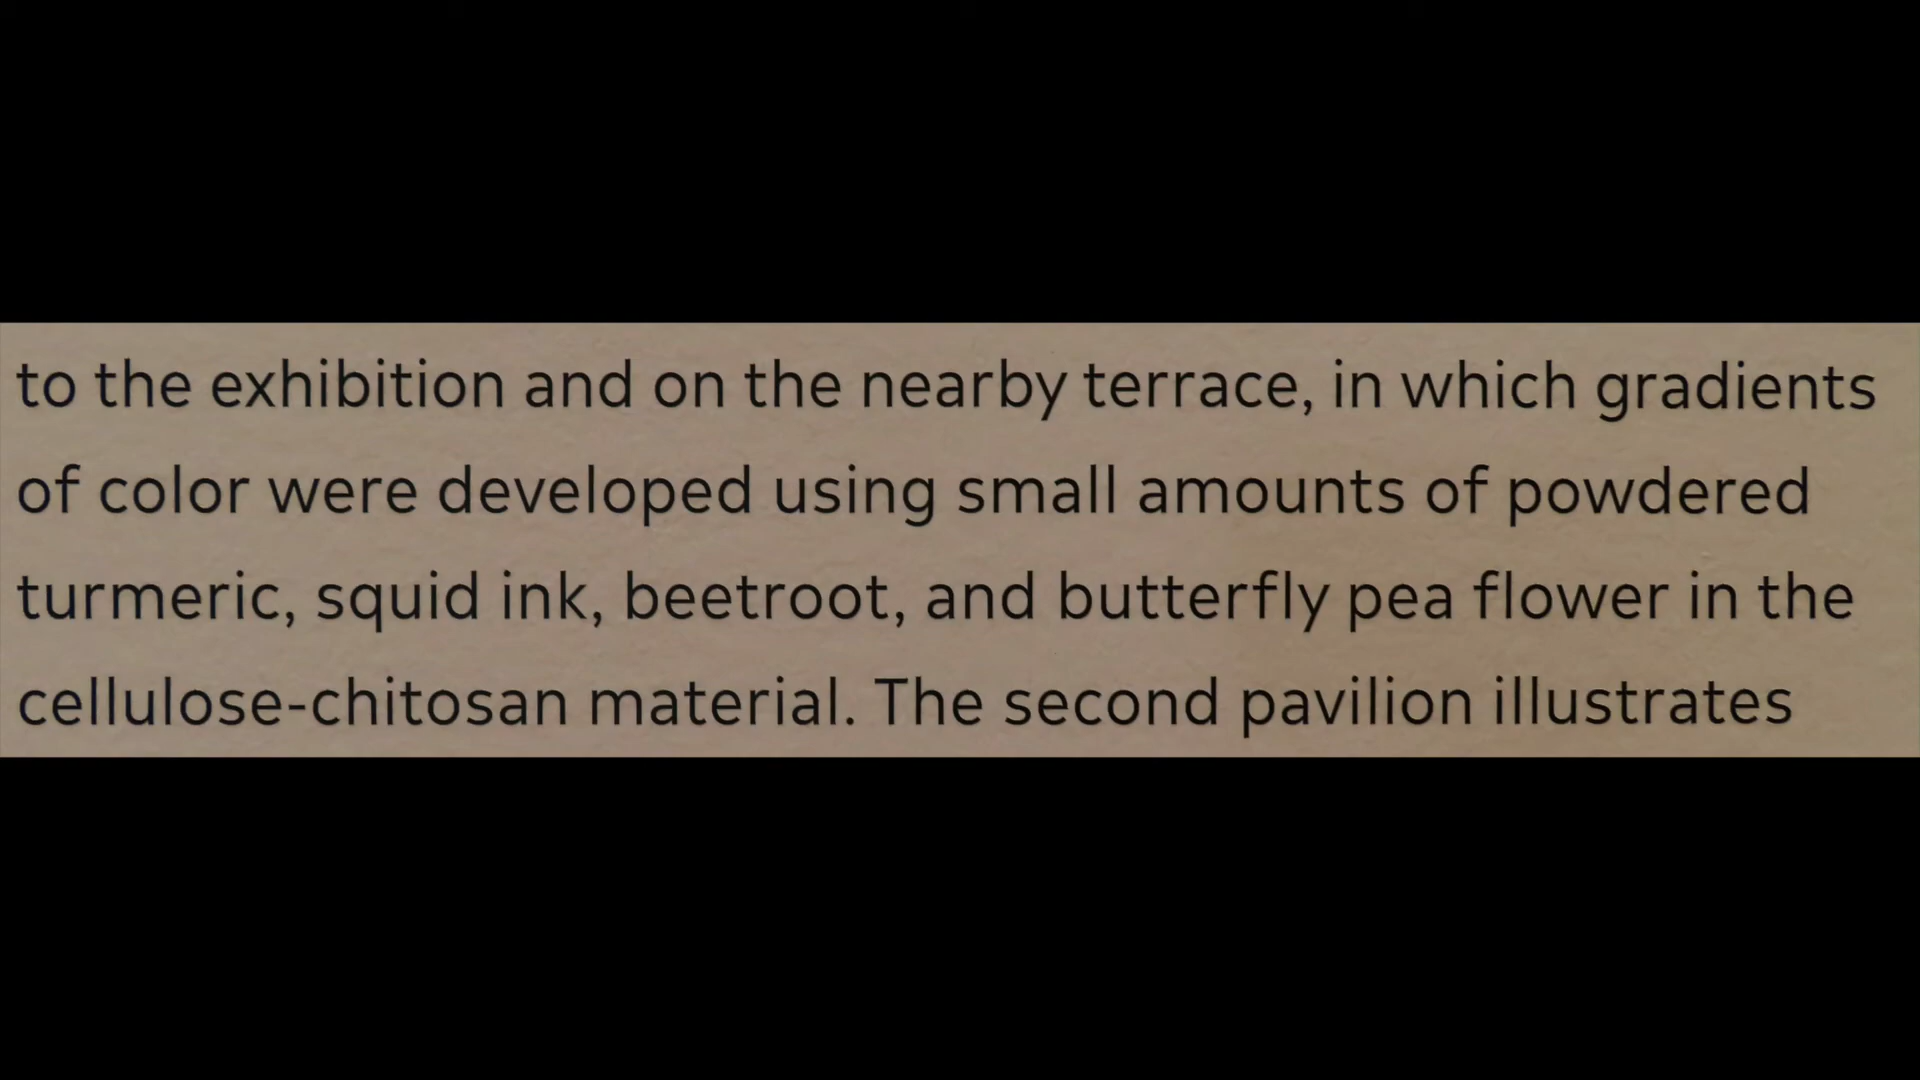 to the exhibition and on the nearby terrace, in which gradients
of color were developed using small amounts of powdered
turmeric, squid ink, beetroot, and butterfly pea flower in the
cellulose-chitosan material. The second pavilion illustrates